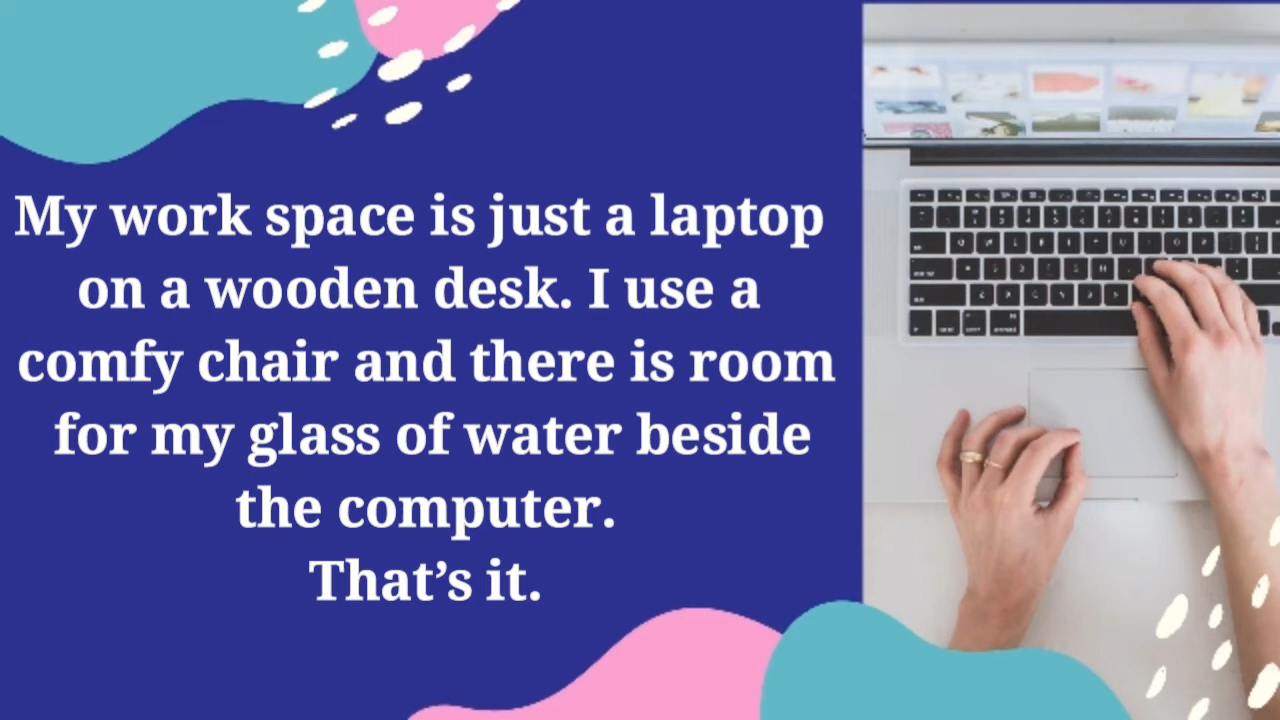 My work space is just a laptop
on a wooden desk. I use a
comfy chair and there is room
for my glass of water beside
the computer.
That’s it.